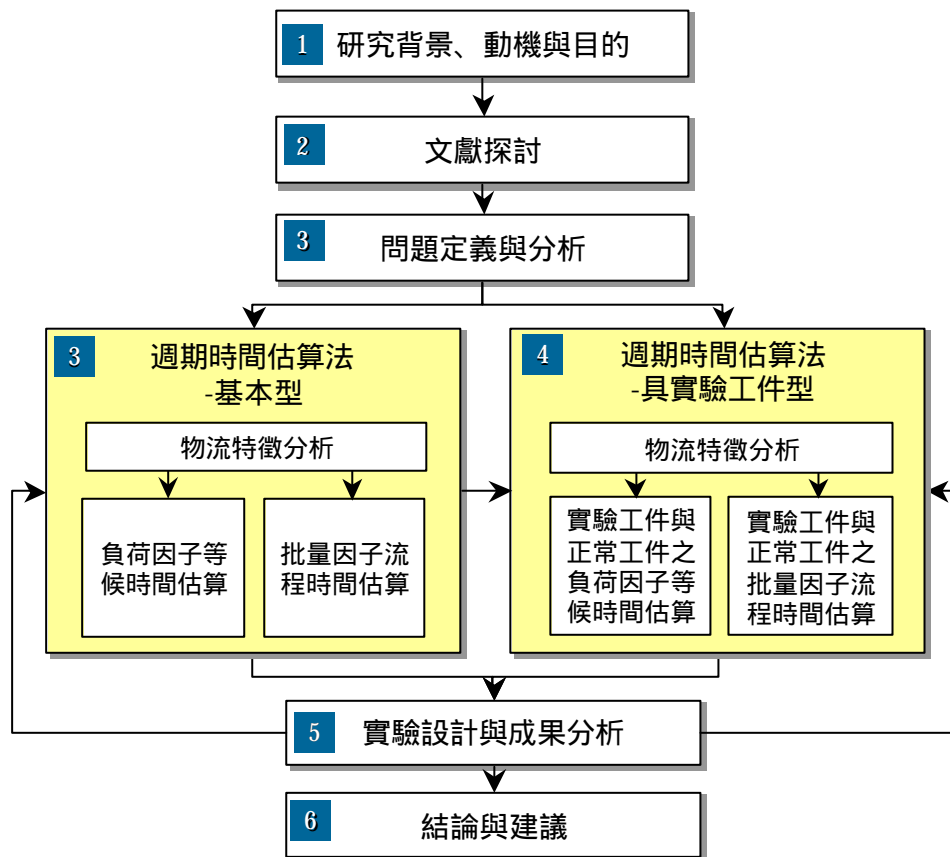 1 研究背景、動機與目的
2 文獻探討
3 問題定義與分析
3 週期時間估算法
-基本型
物流特徵分析
負荷因子等
候時間估算
批量因子流
程時間估算
4 週期時間估算法
-具實驗工件型
物流特徵分析
實驗工件與
正常工件之
負荷因子等
候時間估算
實驗工件與
正常工件之
批量因子流
程時間估算
5 實驗設計與成果分析
6 結論與建議